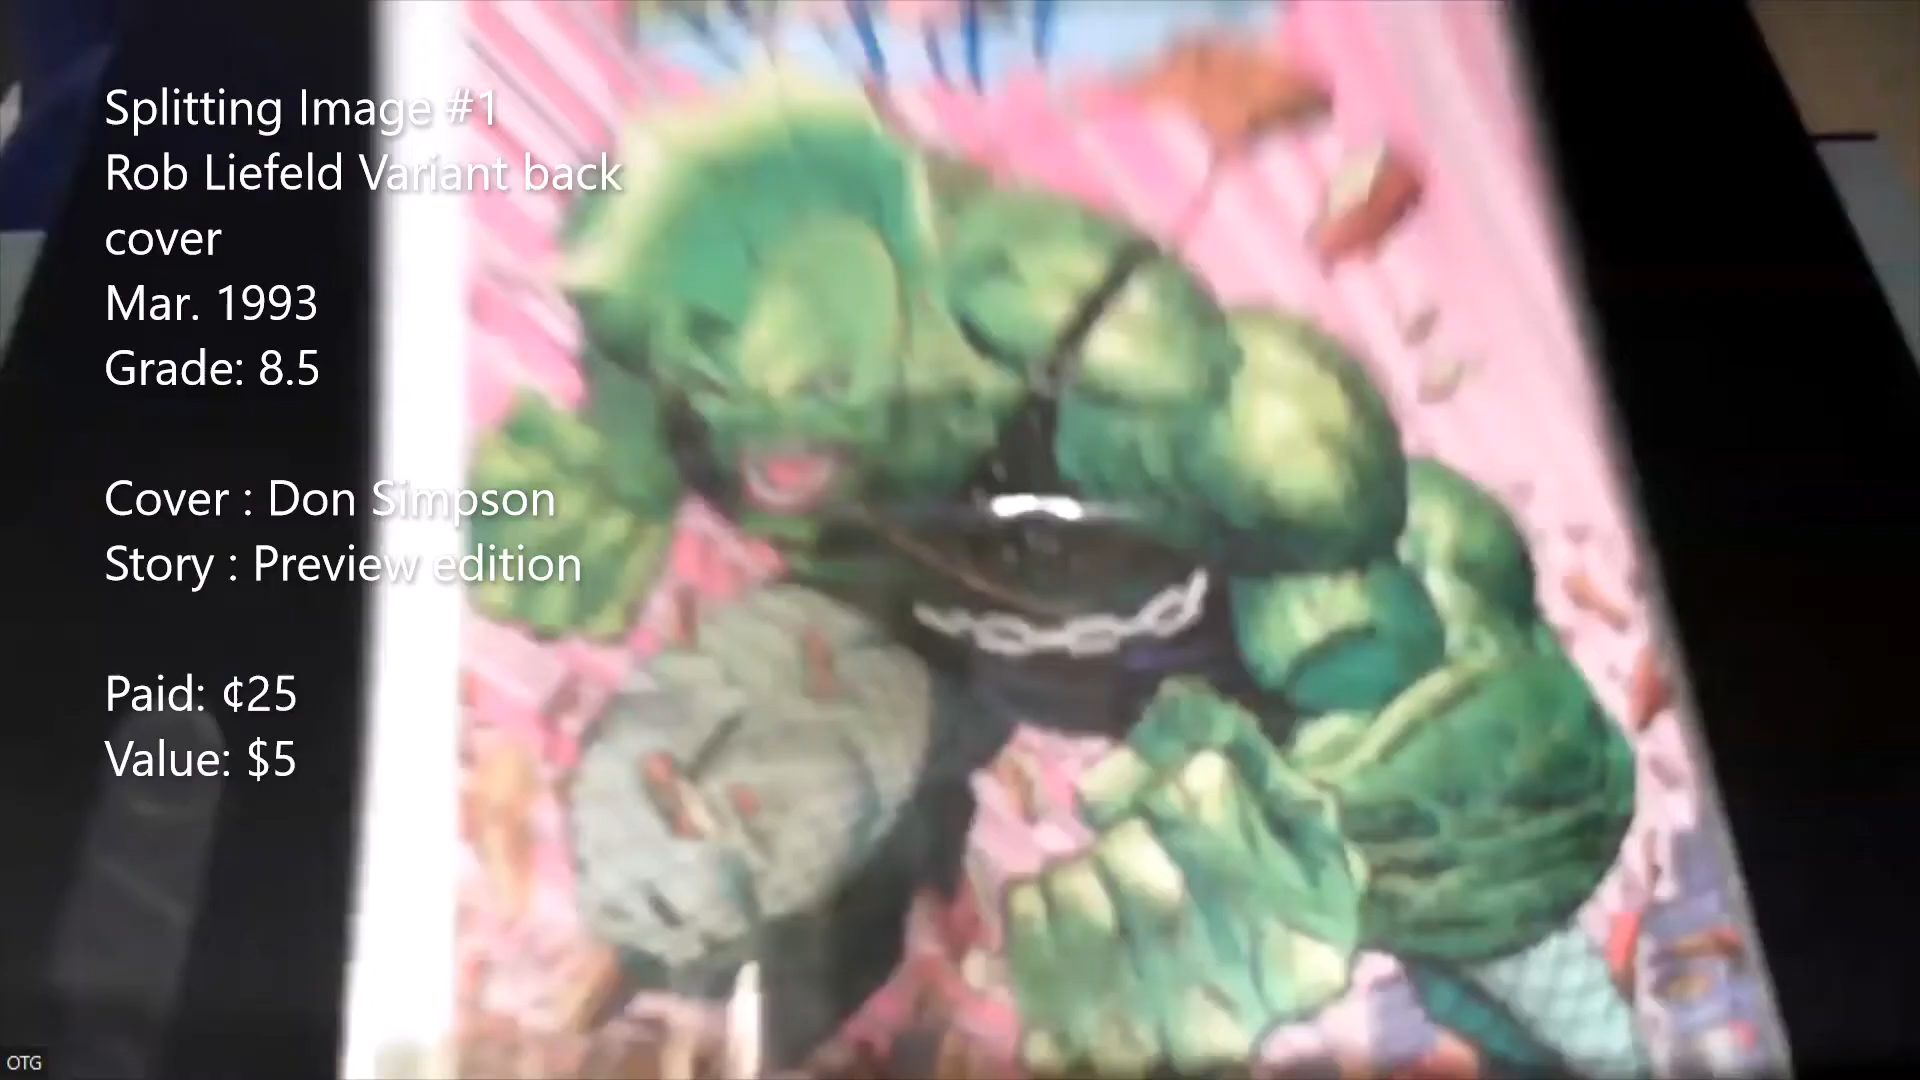 Splitting Image #1
Rob Liefeld Variant back
cover
Mar. 1993
Grade: 8.5
Cover : Don Simpson
Story : Preview edition
Paid: ¢25
Value: $5
OTG